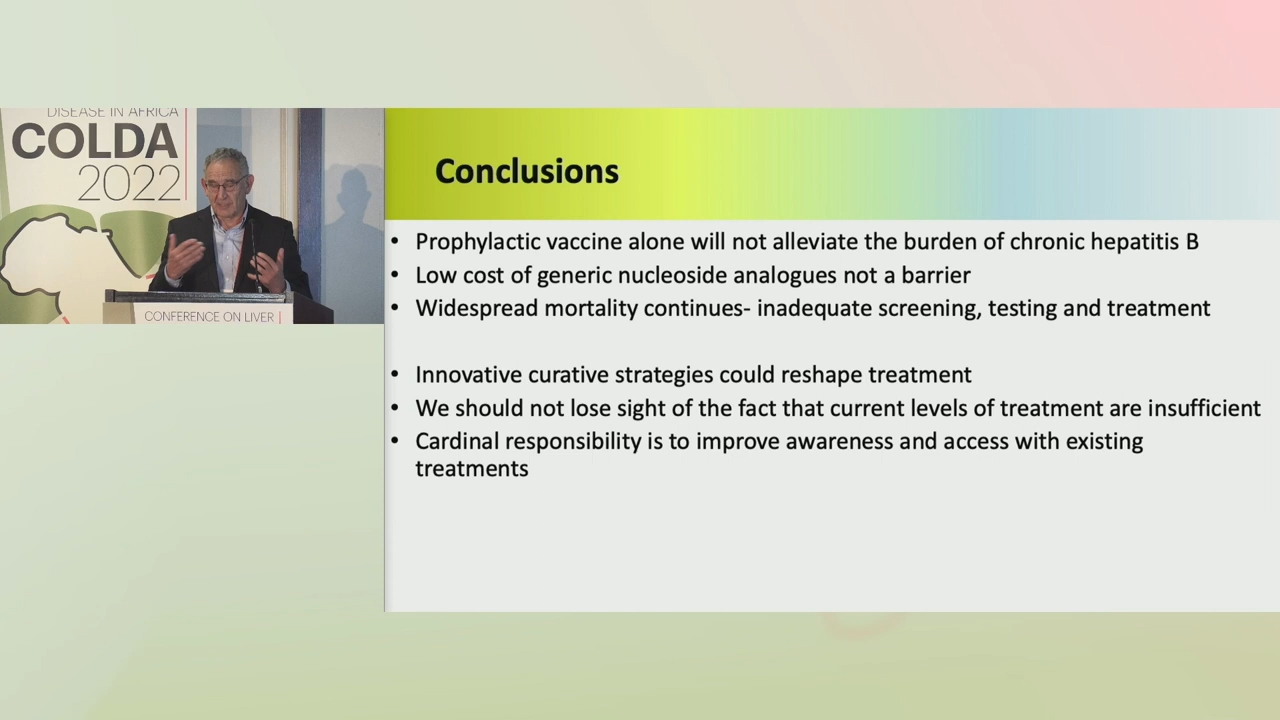 DISEASE IN AFRICA
COLDA
2022
CONFERENCE ON LIVER
Conclusions
• Prophylactic vaccine alone will not alleviate the burden of chronic hepatitis B
• Low cost of generic nucleoside analogues not a barrier
• Widespread mortality continues- inadequate screening, testing and treatment
• Innovative curative strategies could reshape treatment
• We should not lose sight of the fact that current levels of treatment are insufficient
• Cardinal responsibility is to improve awareness and access with existing
treatments